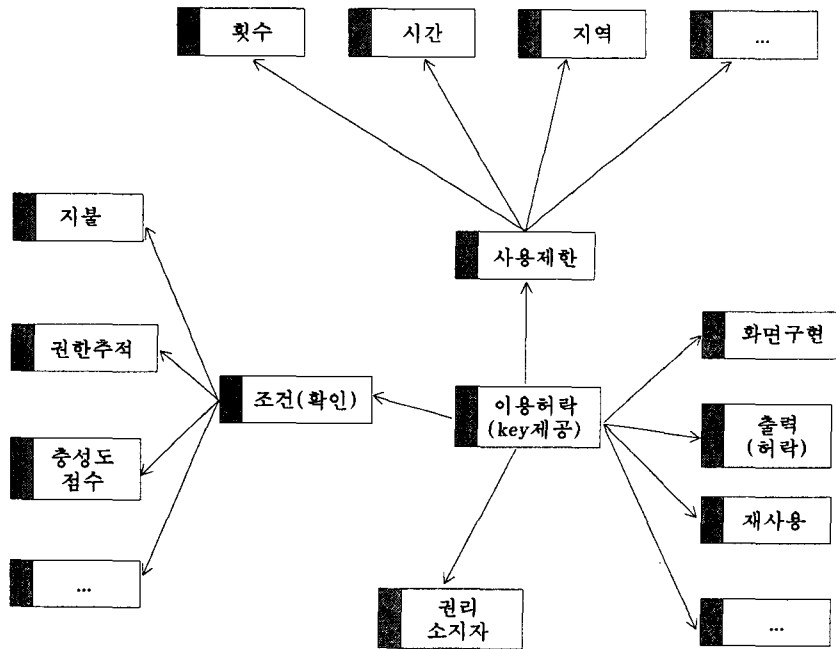 횟수
시간
지역
...
지불
사용제한
권한추적
화면구현
조건(확인)
이용허락
(key제공)
출력
(허락)
충성도
점수
재사용
...
권리
소지자
...